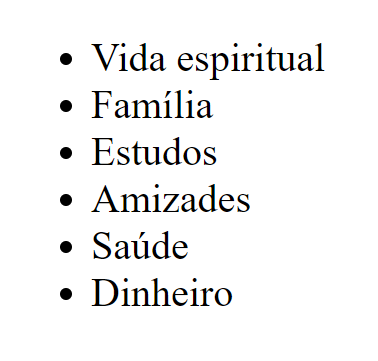 • Vida espiritual
• Família
• Estudos
• Amizades
• Saúde
• Dinheiro